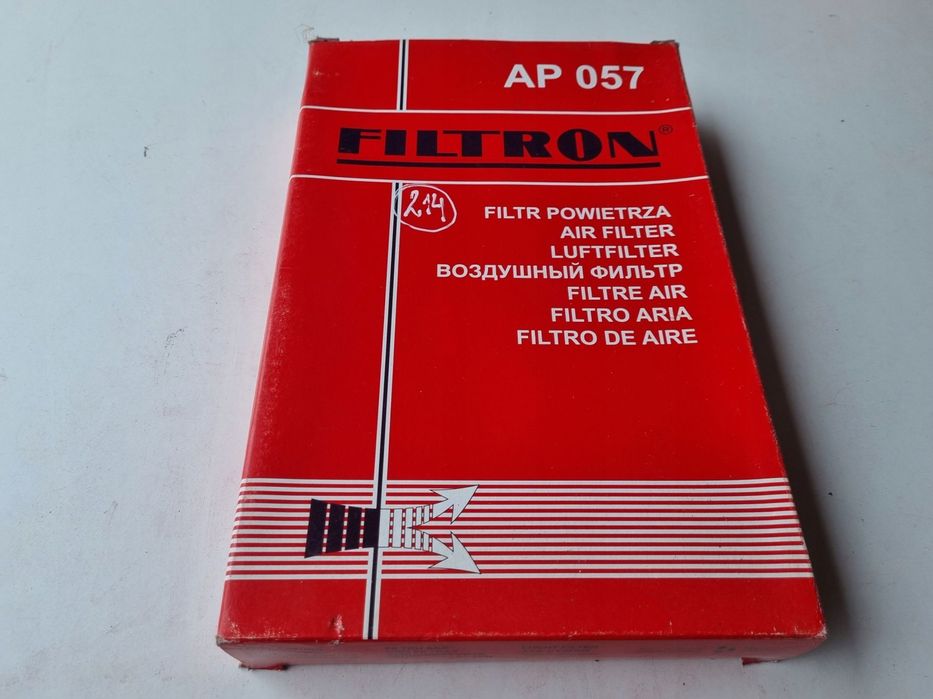 AP 057
FILTRON®
214
FILTR POWIETRZA
AIR FILTER
LUFTFILTER
ВОЗДУШНЫЙ ФИЛЬТР
FILTRE AIR
FILTRO ARIA
FILTRO DE AIRE